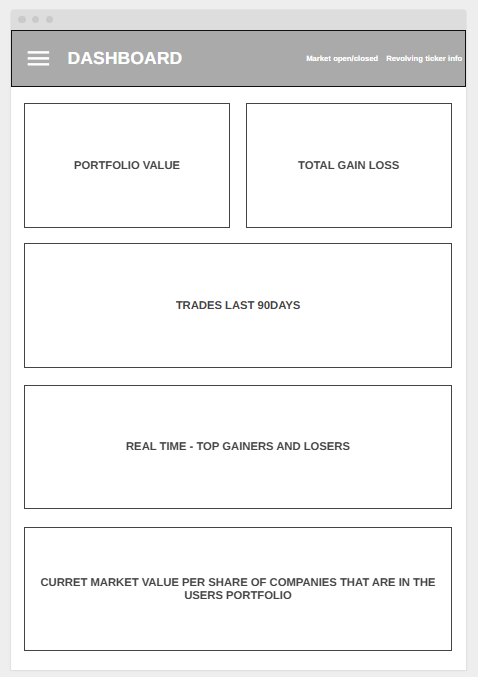 DASHBOARD
Market open/closed
Revolving ticker info
PORTFOLIO VALUE
TOTAL GAIN LOSS
TRADES LAST 90DAYS
REAL TIME - TOP GAINERS AND LOSERS
CURRET MARKET VALUE PER SHARE OF COMPANIES THAT ARE IN THE
USERS PORTFOLIO